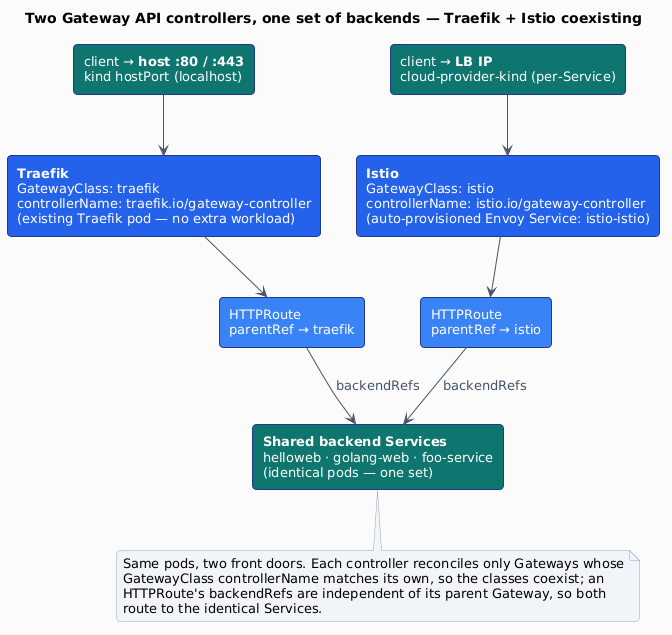 Two Gateway API controllers, one set of backends — Traefik + Istio coexisting
client → host :80 / :443
kind hostPort (localhost)
client → LB IP
cloud-provider-kind (per-Service)
Traefik
GatewayClass: traefik
controllerName: traefik.io/gateway-controller
(existing Traefik pod — no extra workload)
Istio
GatewayClass: istio
controllerName: istio.io/gateway-controller
(auto-provisioned Envoy Service: istio-istio)
HTTPRoute
parentRef → traefik
HTTPRoute
parentRef → istio
backendRefs
backendRefs
Shared backend Services
helloweb · golang-web · foo-service
(identical pods — one set)
Same pods, two front doors. Each controller reconciles only Gateways whose
GatewayClass controllerName matches its own, so the classes coexist; an
HTTPRoute's backendRefs are independent of its parent Gateway, so both
route to the identical Services.